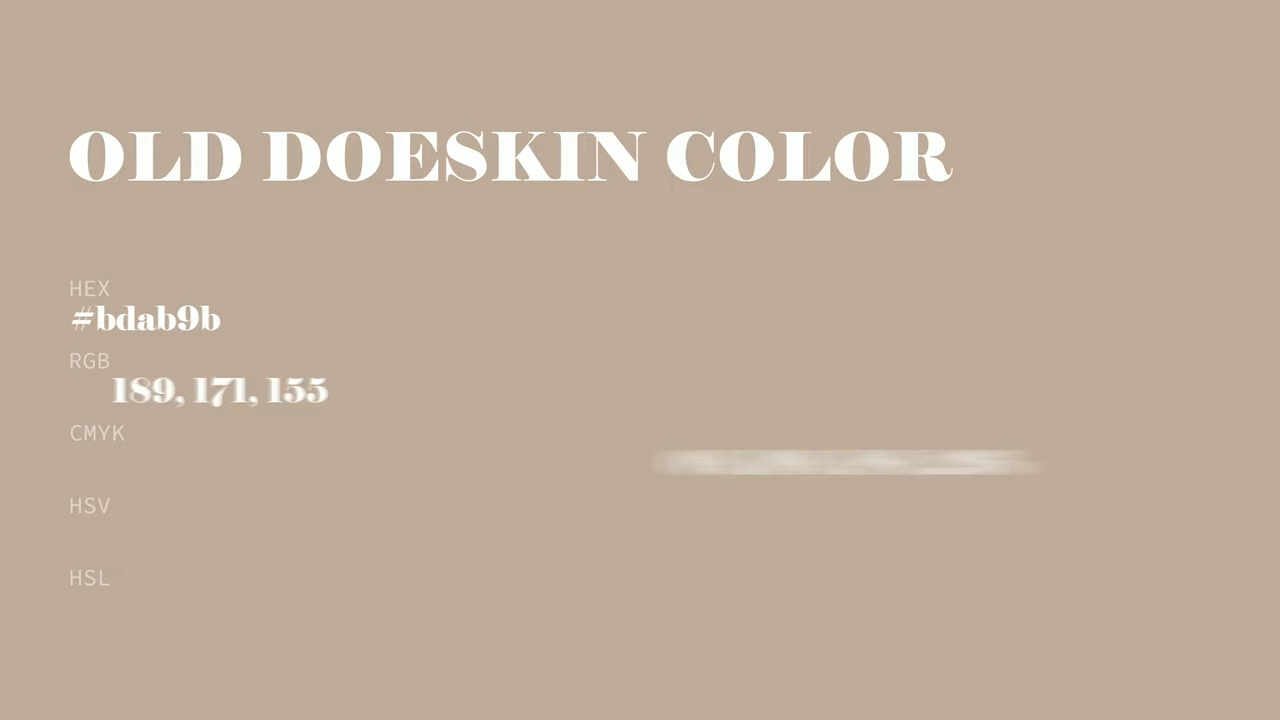 OLD DOESKIN COLOR
HEX
#bdab9b
RGB
189, 171, 155
CMYK
HSV
HSL